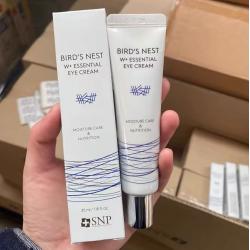 BIRD'S NEST
W+ ESSENTIAL
EYE CREAM
MOISTURE CARE
&
NUTRITION
SNP
BIRD'S NEST
W+ ESSENTIAL
EYE CREAM
MOISTURE CARE
&
NUTRITION